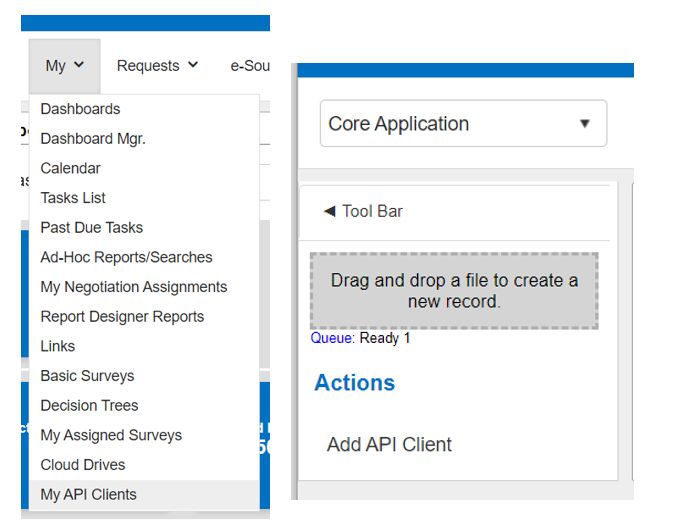 My
Requests
e-Sou
Dashboards
Dashboard Mgr.
Calendar
Tasks List
Past Due Tasks
Ad-Hoc Reports/Searches
My Negotiation Assignments
Report Designer Reports
Links
Basic Surveys
Decision Trees
My Assigned Surveys
Cloud Drives
My API Clients
Core Application
Tool Bar
Drag and drop a file to create a
new record.
Queue: Ready 1
Actions
Add API Client